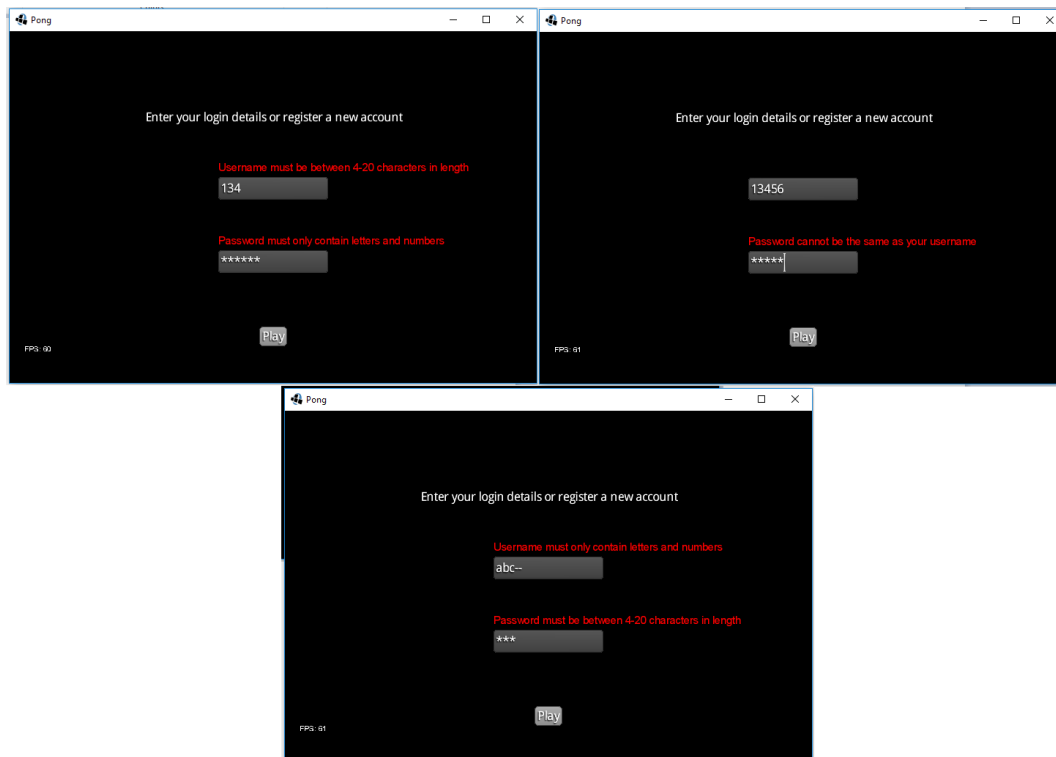 Pong
Enter your login details or register a new account
Username must be between 4-20 characters in length
134
Password must only contain letters and numbers
******
Play
FPS: 60
Pong
Enter your login details or register a new account
13456
Password cannot be the same as your username
*****
Play
FPS: 61
Pong
Enter your login details or register a new account
Username must only contain letters and numbers
abc--
Password must be between 4-20 characters in length
***
Play
FPS: 61